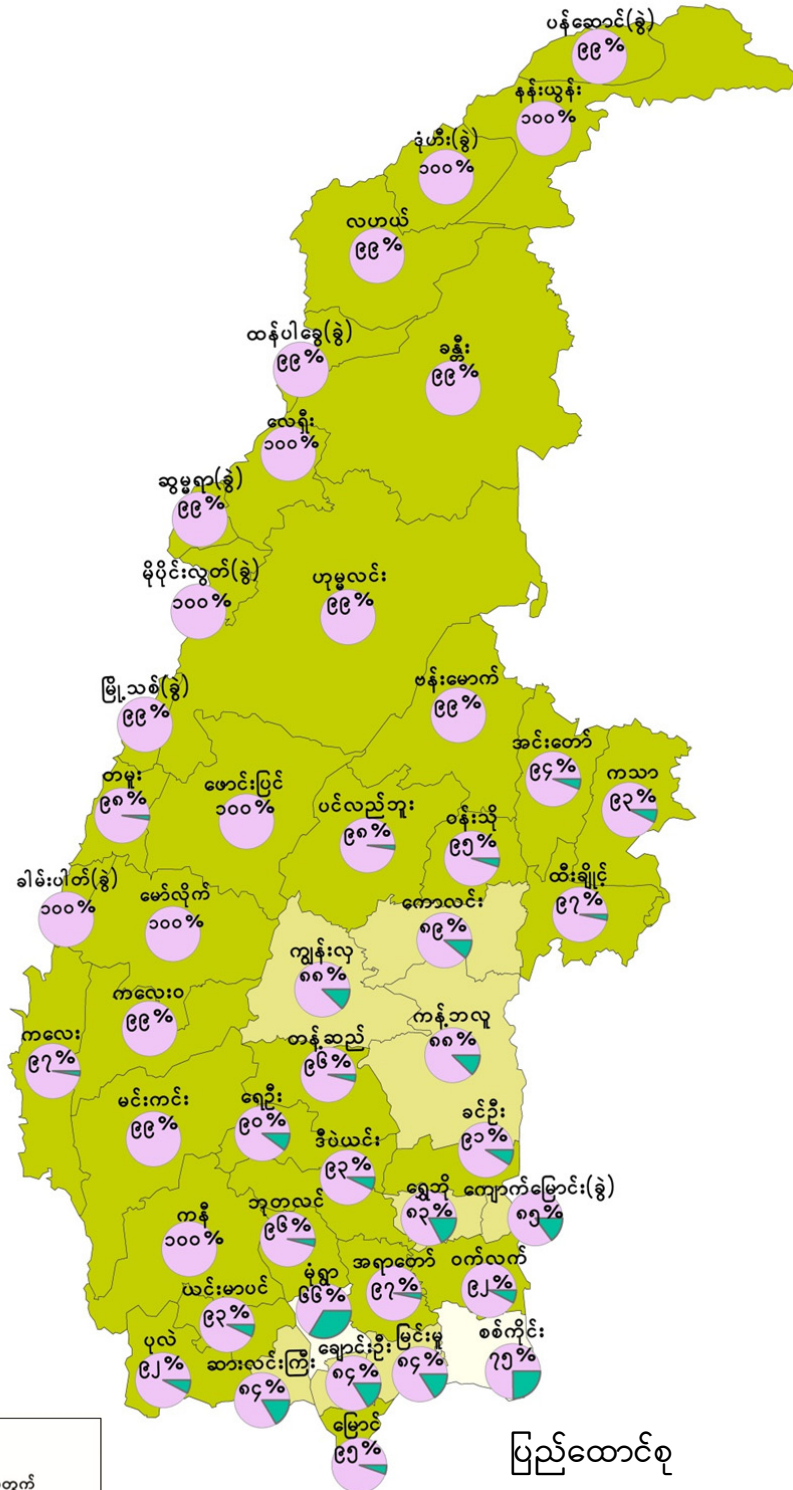 ပန်ဆောင်(ခွဲ)
၉၉%
နန်းယွန်း
၁၀၀%
ဒုံဟီး(ခွဲ)
၁၀၀%
လဟယ်
၉၉%
ထန်ပါခွေ(ခွဲ)
၉၉%
ခန္တီး
၉၉%
လေရှီး
၁၀၀%
ဆွမ္မရာ(ခွဲ)
၉၉%
မိုပိုင်းလွတ်(ခွဲ)
၁၀၀%
ဟုမ္မလင်း
၉၉%
ဗန်းမောက်
၉၉%
မြို့သစ်(ခွဲ)
၉၉%
အင်းတော်
၉၄%
ကသာ
၉၃%
တမူး
၉၈%
ဖောင်းပြင်
၁၀၀%
ပင်လည်ဘူး
၉၈%
ဝန်းသို
၉၅%
ထီးချိုင့်
၉၇%
ခါမ်းပါတ်(ခွဲ)
၁၀၀%
မော်လိုက်
၁၀၀%
ကောလင်း
၈၉%
ကျွန်းလှ
၈၈%
ကလေးဝ
၉၉%
ကန့်ဘလူ
၈၈%
ကလေး
၉၇%
တန့်ဆည်
၉၆%
မင်းကင်း
၉၉%
ရေဦး
၉၀%
ခင်ဦး
၉၁%
ဒီပဲယင်း
၉၃%
ရွှေဘို
၈၃%
ကျောက်မြောင်း(ခွဲ)
၈၅%
ကနီ
၁၀၀%
ဘုတလင်
၉၆%
အရာတော်
၉၇%
ဝက်လက်
၉၂%
မုံရွာ
၆၆%
ယင်းမာပင်
၉၃%
ပုလဲ
၉၂%
ဆားလင်းကြီး
၈၄%
ချောင်းဦး
၈၄%
မြင်းမူ
၈၄%
စစ်ကိုင်း
၇၅%
မြောင်
၉၅%
ပြည်ထောင်စု